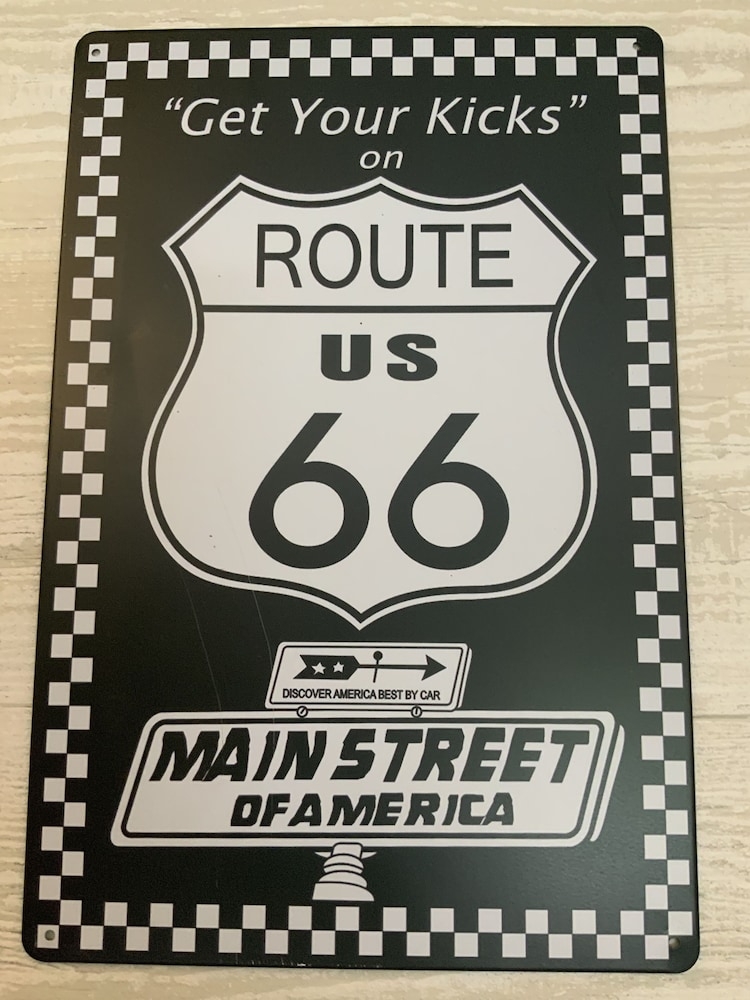 “Get Your Kicks”
on
ROUTE
US
66
DISCOVER AMERICA BEST BY CAR
MAIN STREET
OF AMERICA